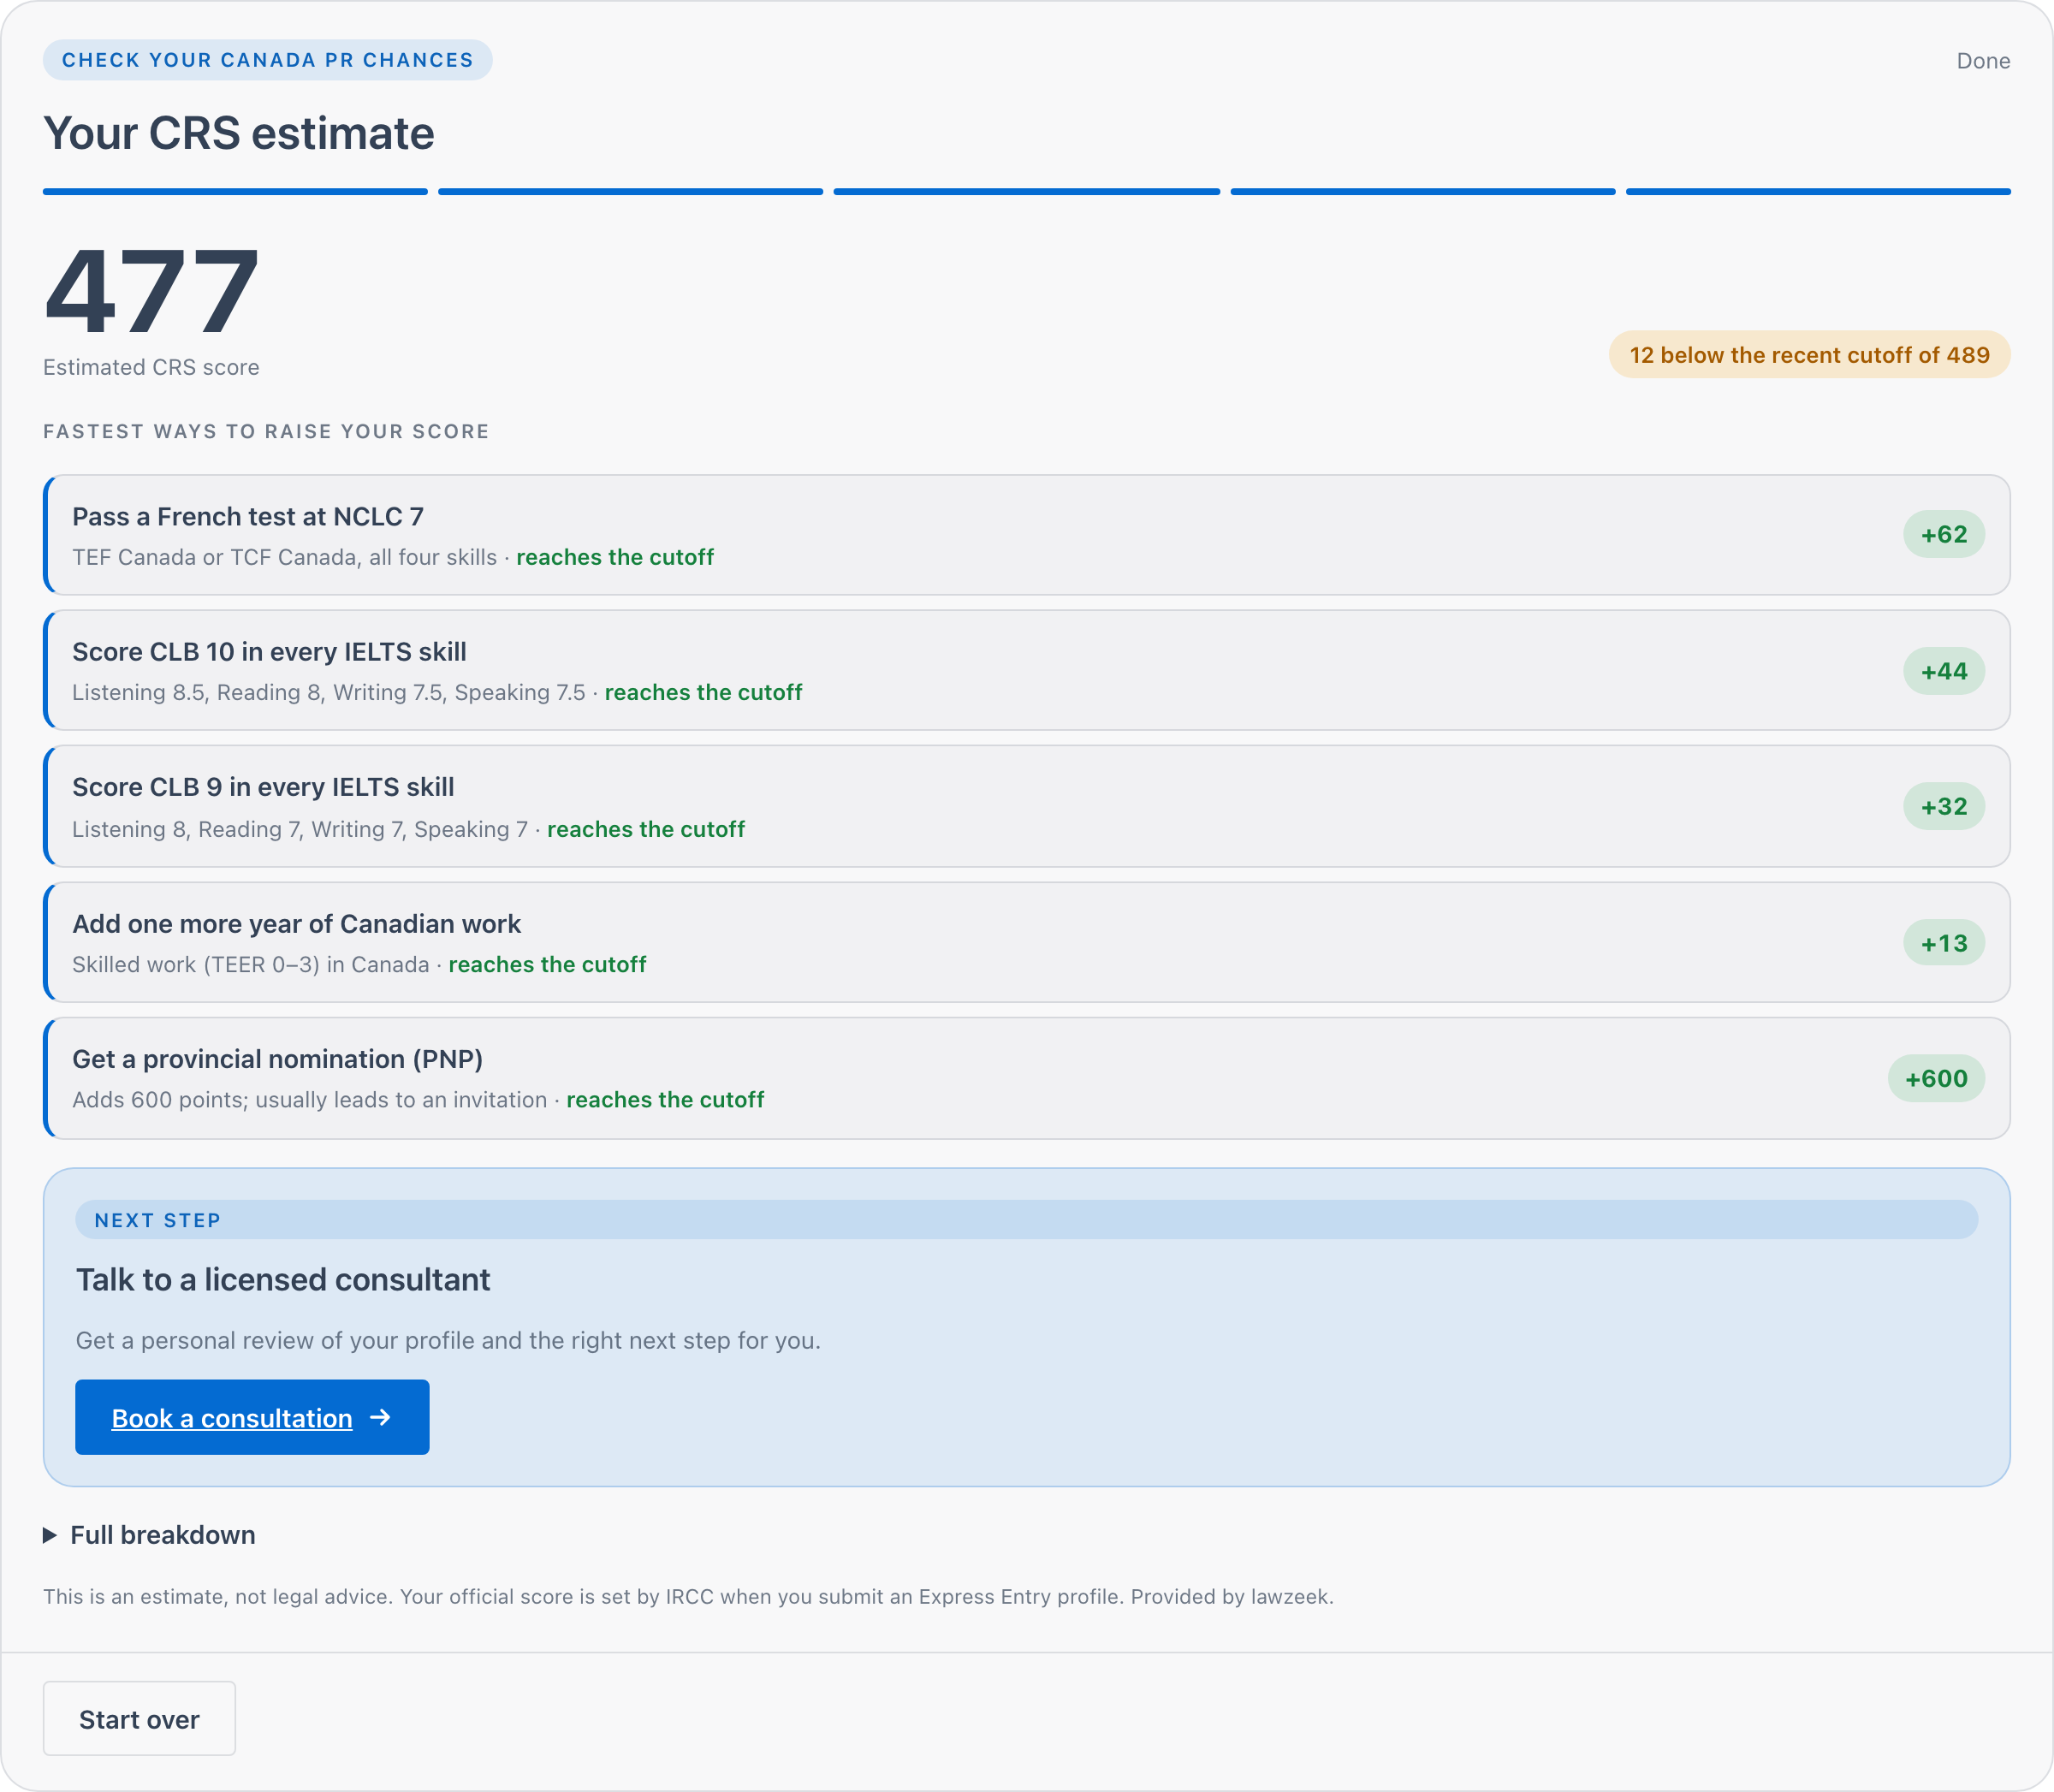 CHECK YOUR CANADA PR CHANCES
Done
Your CRS estimate
477
Estimated CRS score
12 below the recent cutoff of 489
FASTEST WAYS TO RAISE YOUR SCORE
Pass a French test at NCLC 7
TEF Canada or TCF Canada, all four skills · reaches the cutoff
+62
Score CLB 10 in every IELTS skill
Listening 8.5, Reading 8, Writing 7.5, Speaking 7.5 · reaches the cutoff
+44
Score CLB 9 in every IELTS skill
Listening 8, Reading 7, Writing 7, Speaking 7 · reaches the cutoff
+32
Add one more year of Canadian work
Skilled work (TEER 0–3) in Canada · reaches the cutoff
+13
Get a provincial nomination (PNP)
Adds 600 points; usually leads to an invitation · reaches the cutoff
+600
NEXT STEP
Talk to a licensed consultant
Get a personal review of your profile and the right next step for you.
Book a consultation →
Full breakdown
This is an estimate, not legal advice. Your official score is set by IRCC when you submit an Express Entry profile. Provided by lawzeek.
Start over